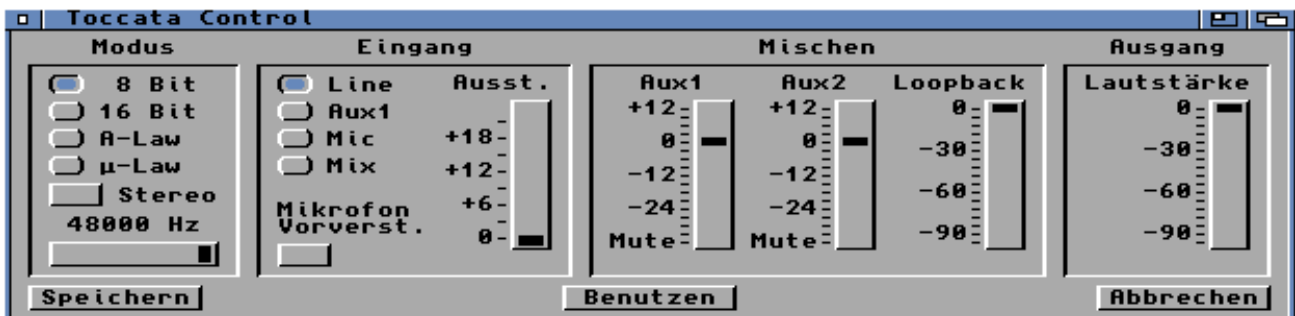 Toccata Control
Modus
8 Bit
16 Bit
A-Law
µ-Law
Stereo
48000 Hz
Eingang
Line
Aux1
Mic
Mix
Mikrofon
Vorverst.
Ausst.
+18
+12
+6
0
Mischen
Aux1
+12
0
-12
-24
Mute
Aux2
+12
0
-12
-24
Mute
Loopback
0
-30
-60
-90
Ausgang
Lautstärke
0
-30
-60
-90
Speichern
Benutzen
Abbrechen